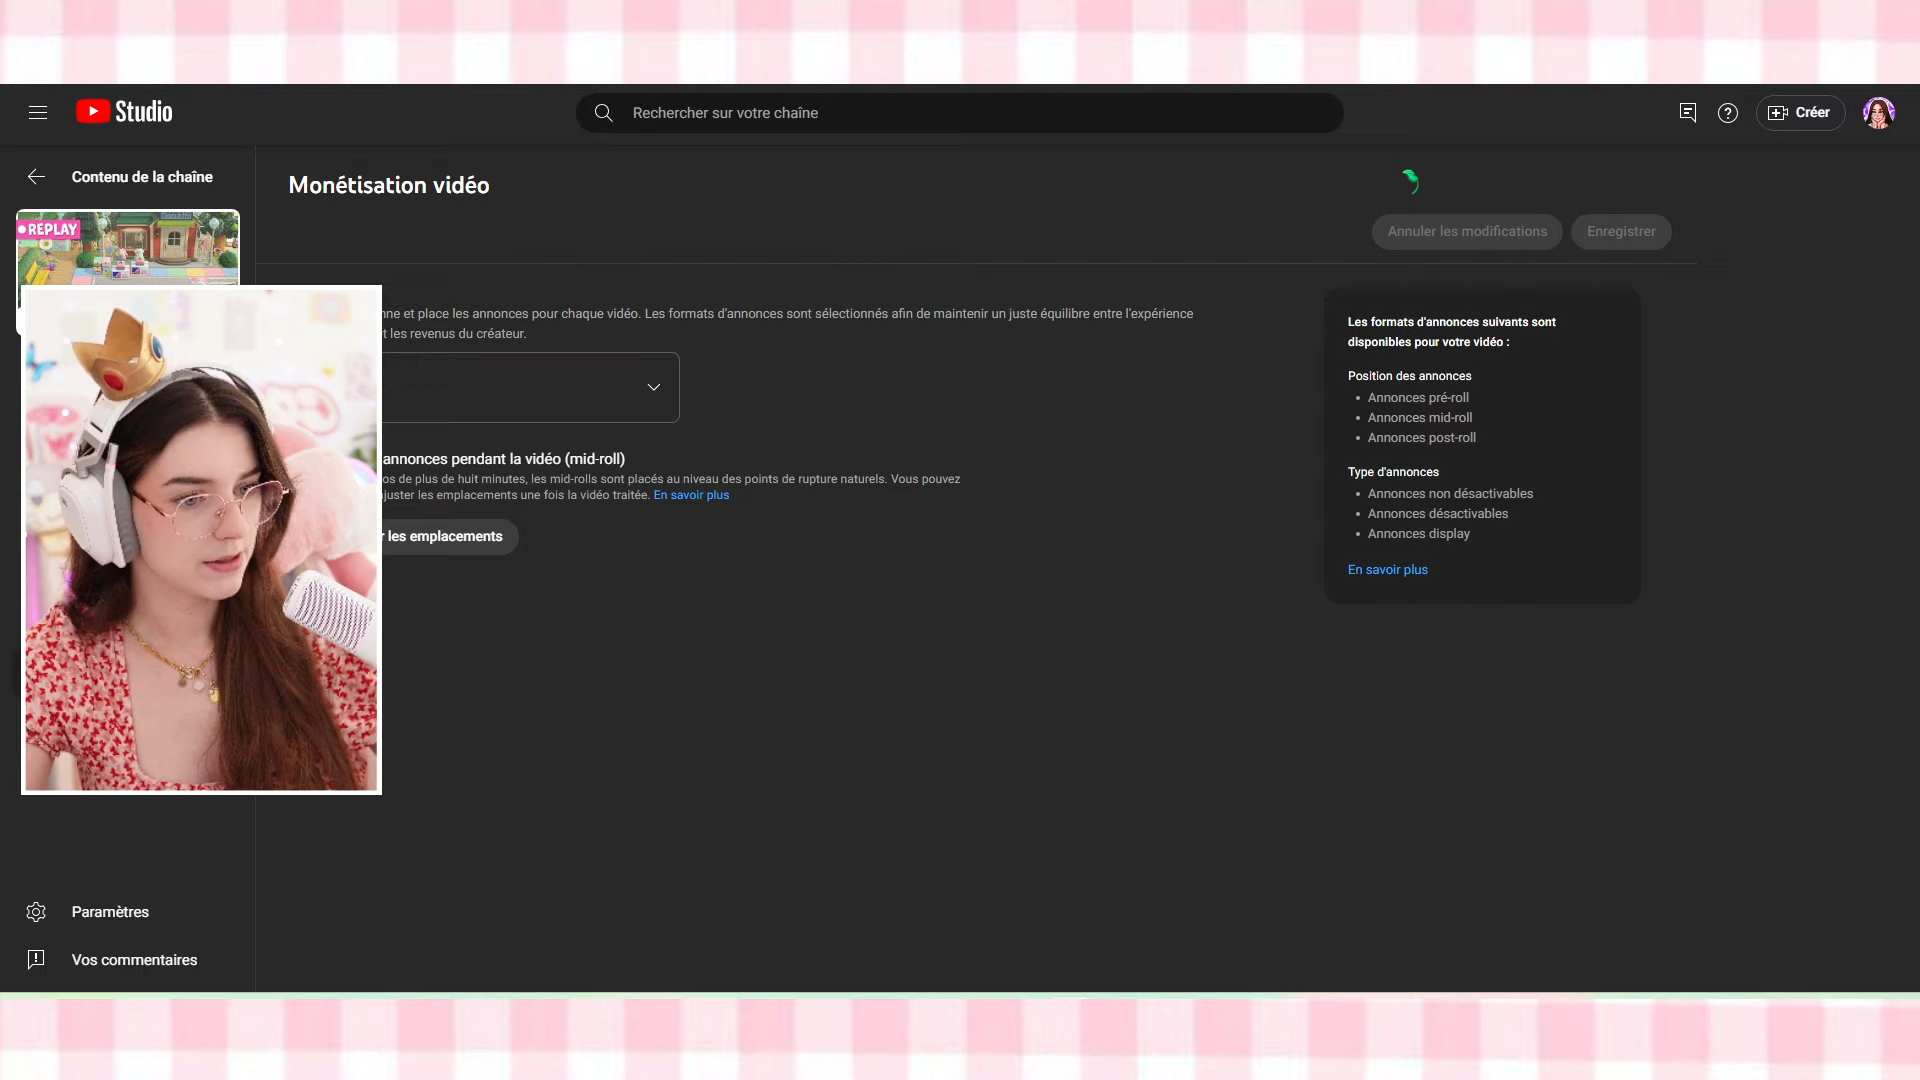 Studio
Rechercher sur votre chaîne
Créer
Contenu de la chaîne
REPLAY
Monétisation vidéo
Annuler les modifications
Enregistrer
et place les annonces pour chaque vidéo. Les formats d'annonces sont sélectionnés afin de maintenir un juste équilibre entre l'expérience
les revenus du créateur.
annonces pendant la vidéo (mid-roll)
de plus de huit minutes, les mid-rolls sont placés au niveau des points de rupture naturels. Vous pouvez
les emplacements une fois la vidéo traitée. En savoir plus
les emplacements
Les formats d'annonces suivants sont
disponibles pour votre vidéo :
Position des annonces
• Annonces pré-roll
• Annonces mid-roll
• Annonces post-roll
Type d'annonces
• Annonces non désactivables
• Annonces désactivables
• Annonces display
En savoir plus
Paramètres
Vos commentaires